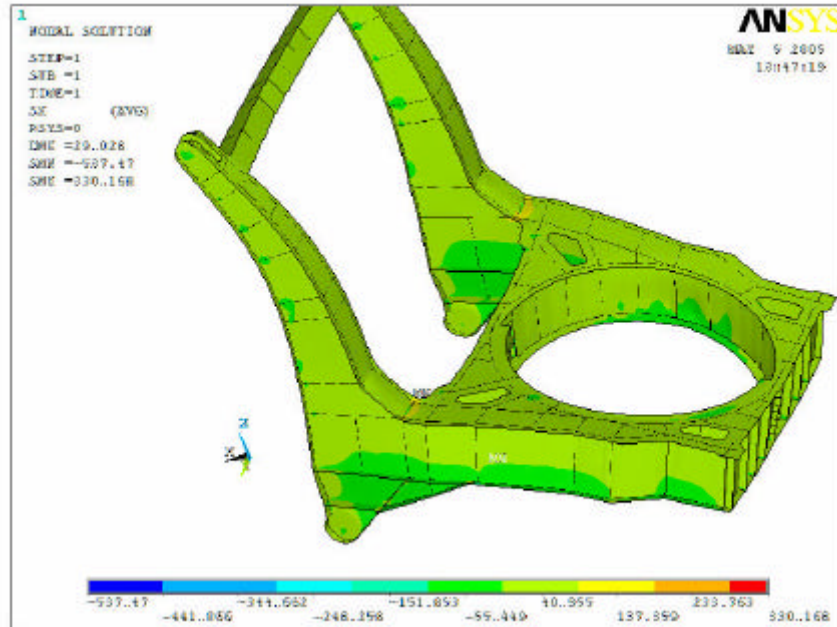 1
NODAL SOLUTION
STEP=1
SUB =1
TIME=1
SX (AVG)
RSYS=0
DMX =29.028
SMN =-537.47
SMX =330.168
ANSYS
MAY 2005
:47:19
MX
MN
Z
X
Y
-537.47 -344.662 -151.853 40.955 233.763
-441.066 -248.258 -55.449 137.359 330.168